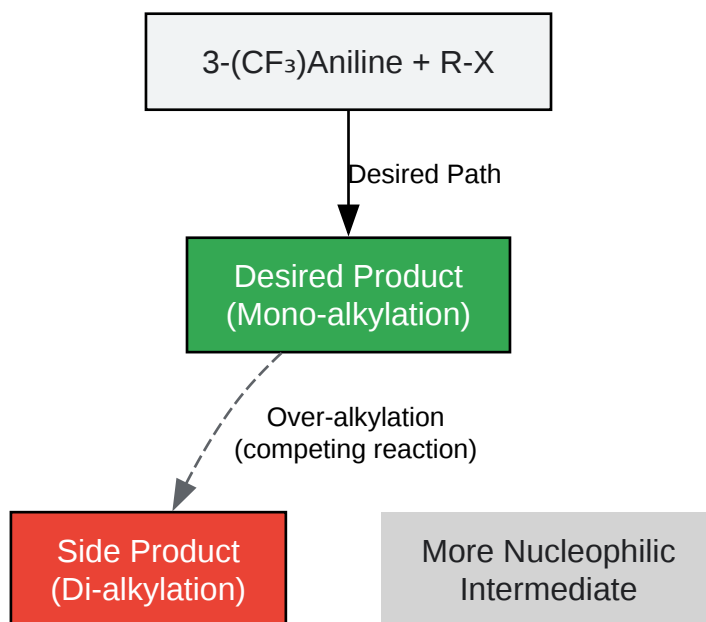 3-(CF₃)Aniline + R-X
Desired Path
Desired Product
(Mono-alkylation)
Over-alkylation
(competing reaction)
Side Product
(Di-alkylation)
More Nucleophilic
Intermediate